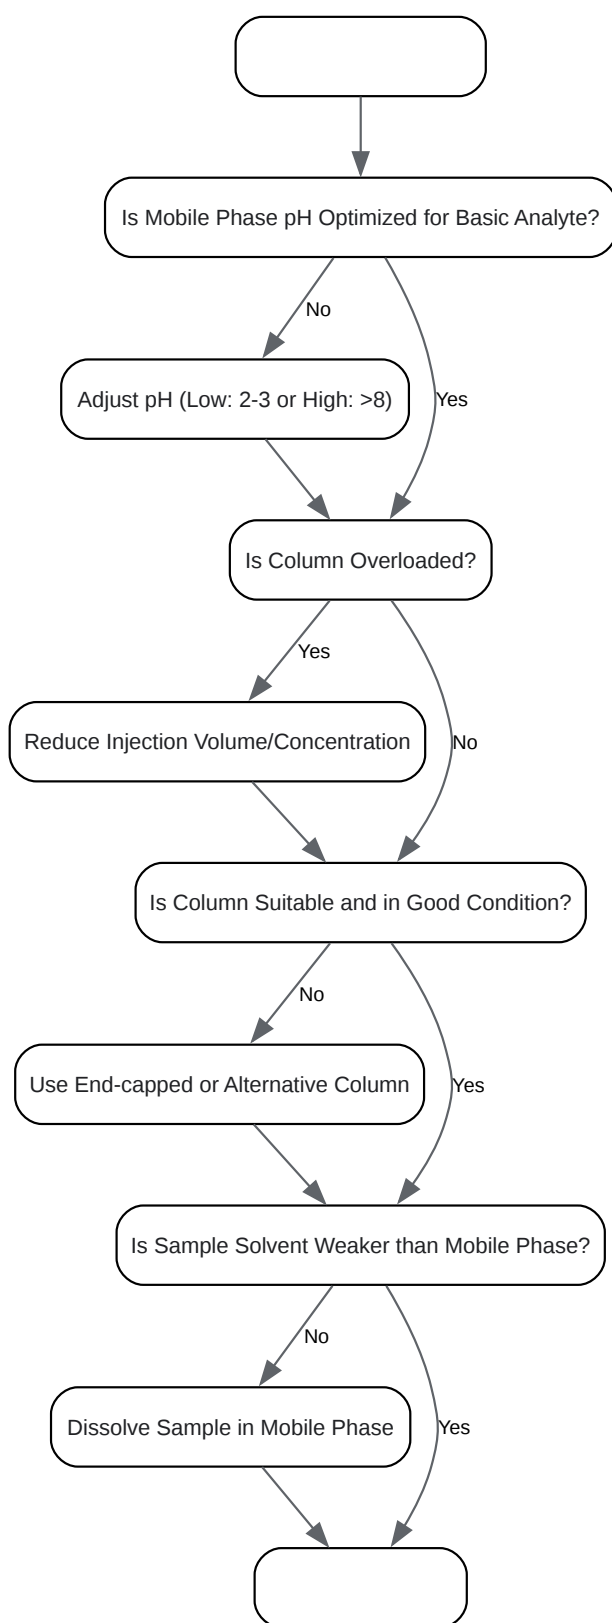 Is Mobile Phase pH Optimized for Basic Analyte?
No
Adjust pH (Low: 2-3 or High: >8)
Yes
Is Column Overloaded?
Yes
Reduce Injection Volume/Concentration
No
Is Column Suitable and in Good Condition?
No
Use End-capped or Alternative Column
Yes
Is Sample Solvent Weaker than Mobile Phase?
No
Dissolve Sample in Mobile Phase
Yes